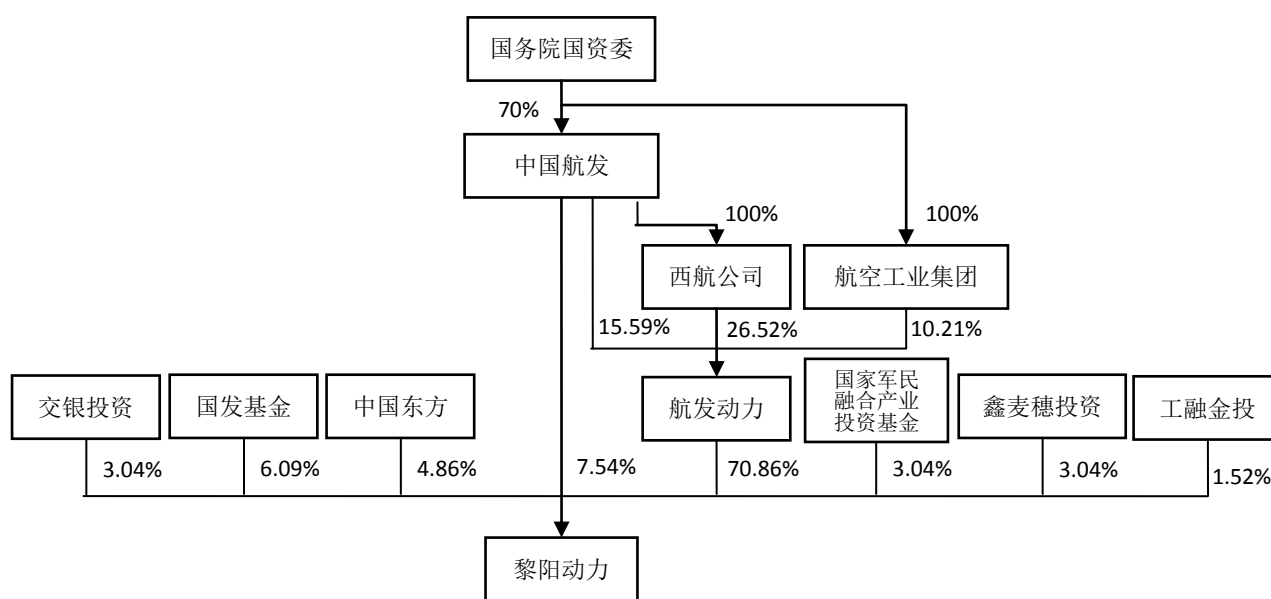 国务院国资委
70%
中国航发
100%
100%
西航公司
航空工业集团
15.59%
26.52%
10.21%
交银投资
国发基金
中国东方
航发动力
国家军民
融合产业
投资基金
鑫麦穗投资
工融金投
3.04%
6.09%
4.86%
7.54%
70.86%
3.04%
3.04%
1.52%
黎阳动力